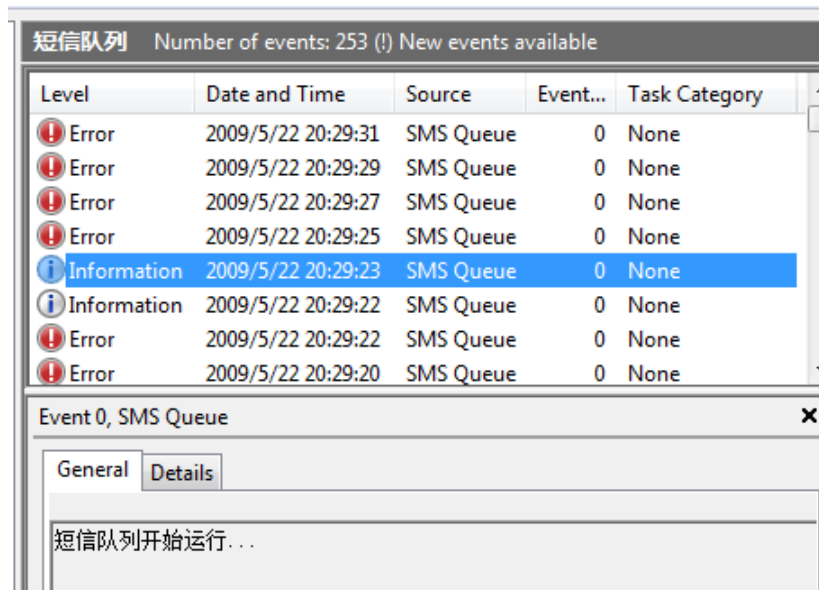 短信队列 Number of events: 253 (!) New events available
Level Date and Time Source Event... Task Category
Error 2009/5/22 20:29:31 SMS Queue 0 None
Error 2009/5/22 20:29:29 SMS Queue 0 None
Error 2009/5/22 20:29:27 SMS Queue 0 None
Error 2009/5/22 20:29:25 SMS Queue 0 None
Information 2009/5/22 20:29:23 SMS Queue 0 None
Information 2009/5/22 20:29:22 SMS Queue 0 None
Error 2009/5/22 20:29:22 SMS Queue 0 None
Error 2009/5/22 20:29:20 SMS Queue 0 None
Event 0, SMS Queue
General Details
短信队列开始运行...